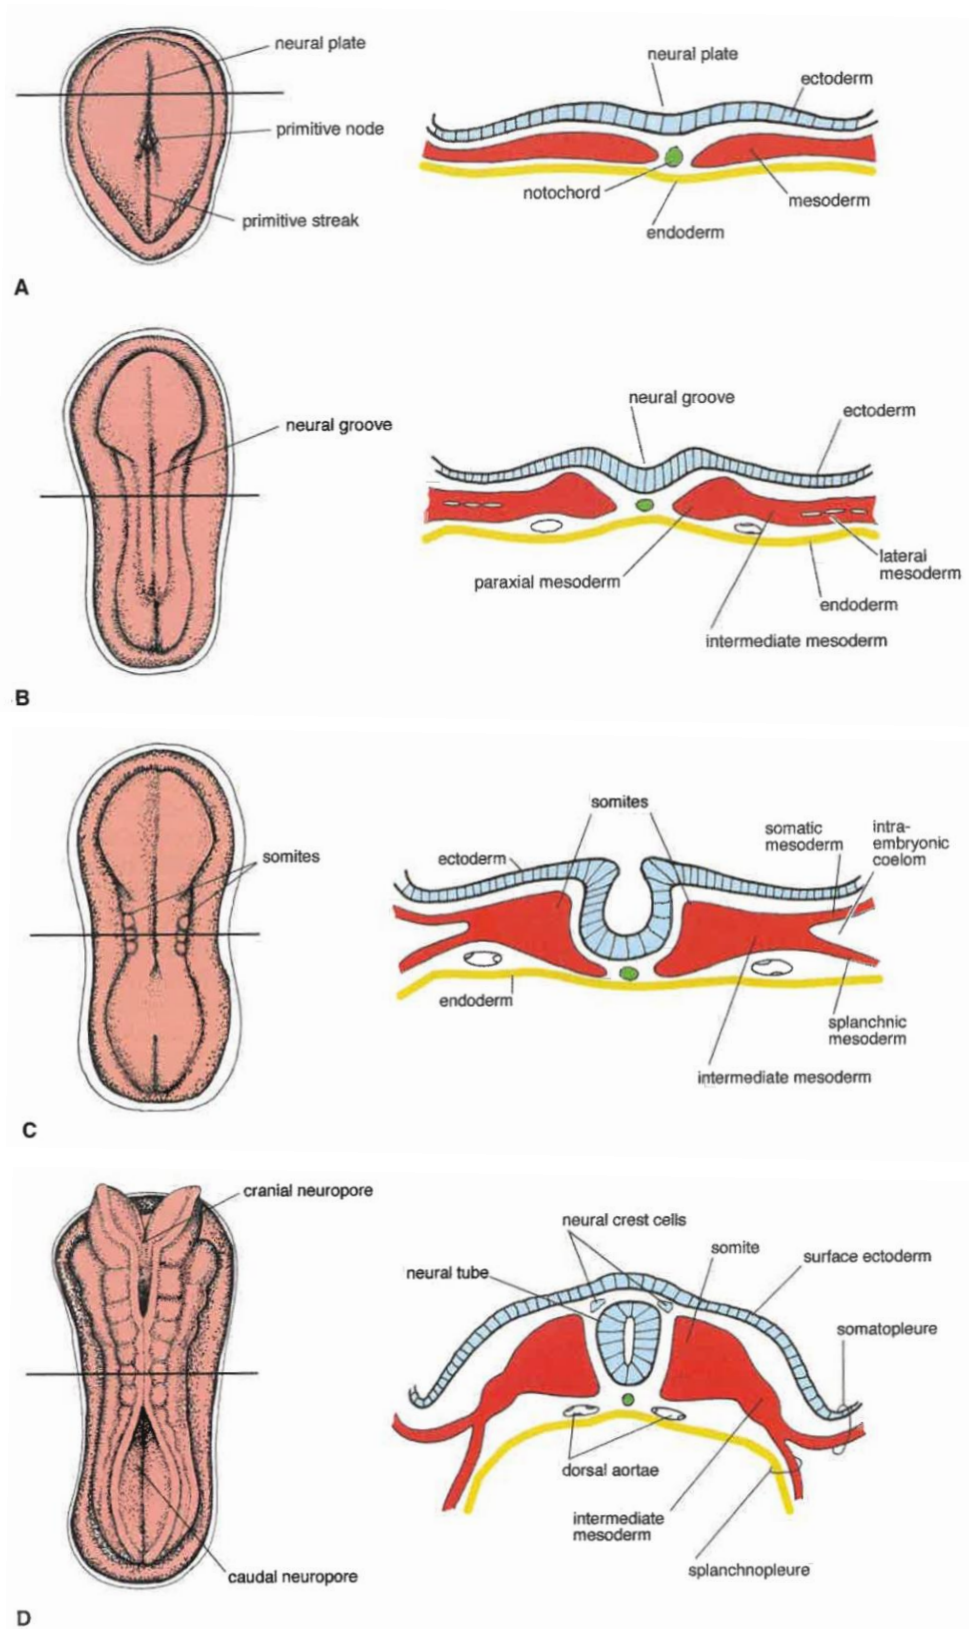 neural plate
primitive node
primitive streak
neural plate
ectoderm
notochord
mesoderm
endoderm
A
neural groove
neural groove
ectoderm
paraxial mesoderm
lateral
mesoderm
endoderm
intermediate mesoderm
B
somites
somites
ectoderm
somatic
mesoderm
intra-
embryonic
coelom
endoderm
splanchnic
mesoderm
intermediate mesoderm
C
cranial neuropore
caudal neuropore
neural crest cells
somite
surface ectoderm
neural tube
somatopleure
dorsal aortae
intermediate
mesoderm
splanchnopleure
D